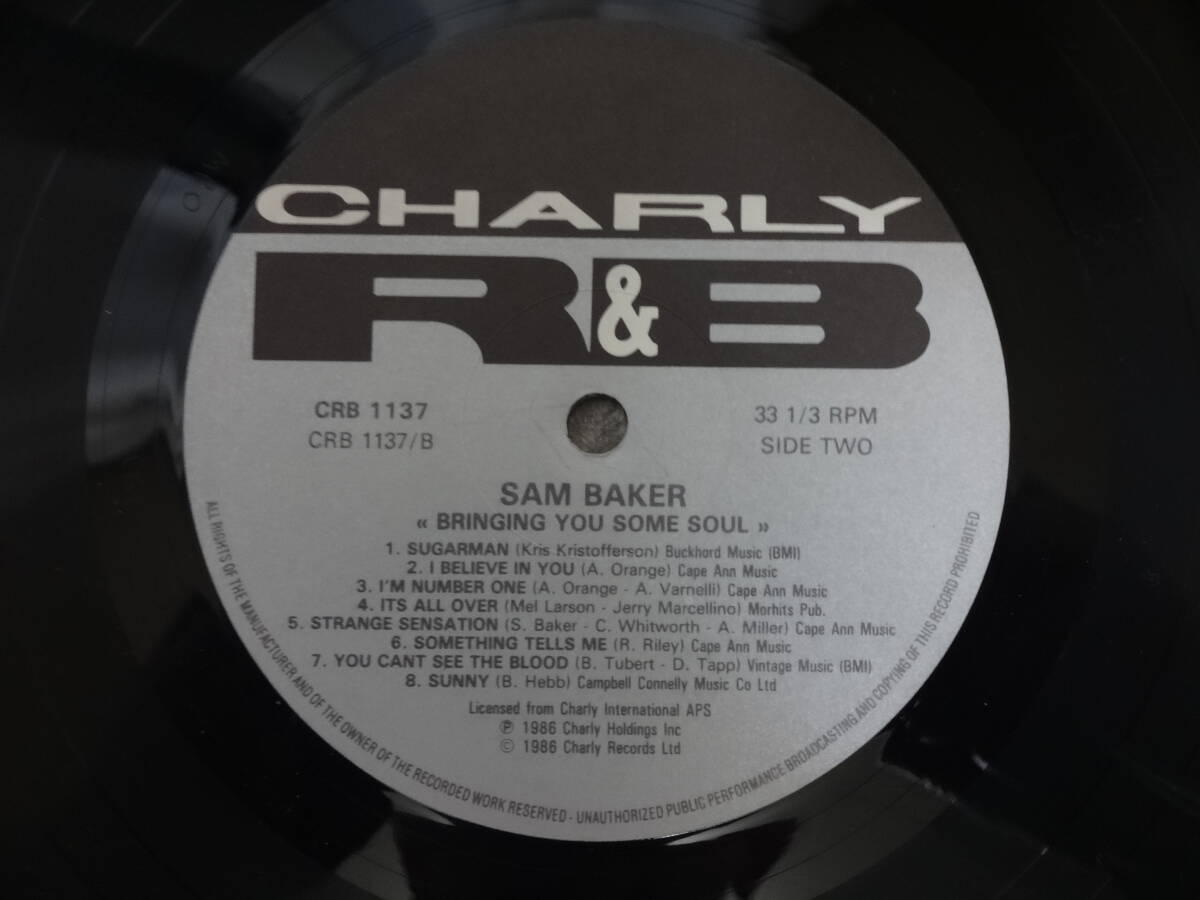 CHARLY
R&B
CRB 1137
CRB 1137/B
33 1/3 RPM
SIDE TWO
SAM BAKER
« BRINGING YOU SOME SOUL »
1. SUGARMAN (Kris Kristofferson) Buckhord Music (BMI)
2. I BELIEVE IN YOU (A. Orange) Cape Ann Music
3. I'M NUMBER ONE (A. Orange - A. Varnelli) Cape Ann Music
4. ITS ALL OVER (Mel Larson - Jerry Marcellino) Morhits Pub.
5. STRANGE SENSATION (S. Baker - C. Whitworth - A. Miller) Cape Ann Music
6. SOMETHING TELLS ME (R. Riley) Cape Ann Music
7. YOU CANT SEE THE BLOOD (B. Tubert - D. Tapp) Vintage Music (BMI)
8. SUNNY (B. Hebb) Campbell Connelly Music Co Ltd
Licensed from Charly International APS
℗ 1986 Charly Holdings Inc
© 1986 Charly Records Ltd
ALL RIGHTS OF THE MANUFACTURER AND OF THE OWNER OF THE RECORDED WORK RESERVED - UNAUTHORIZED PUBLIC PERFORMANCE BROADCASTING AND COPYING OF THIS RECORD PROHIBITED